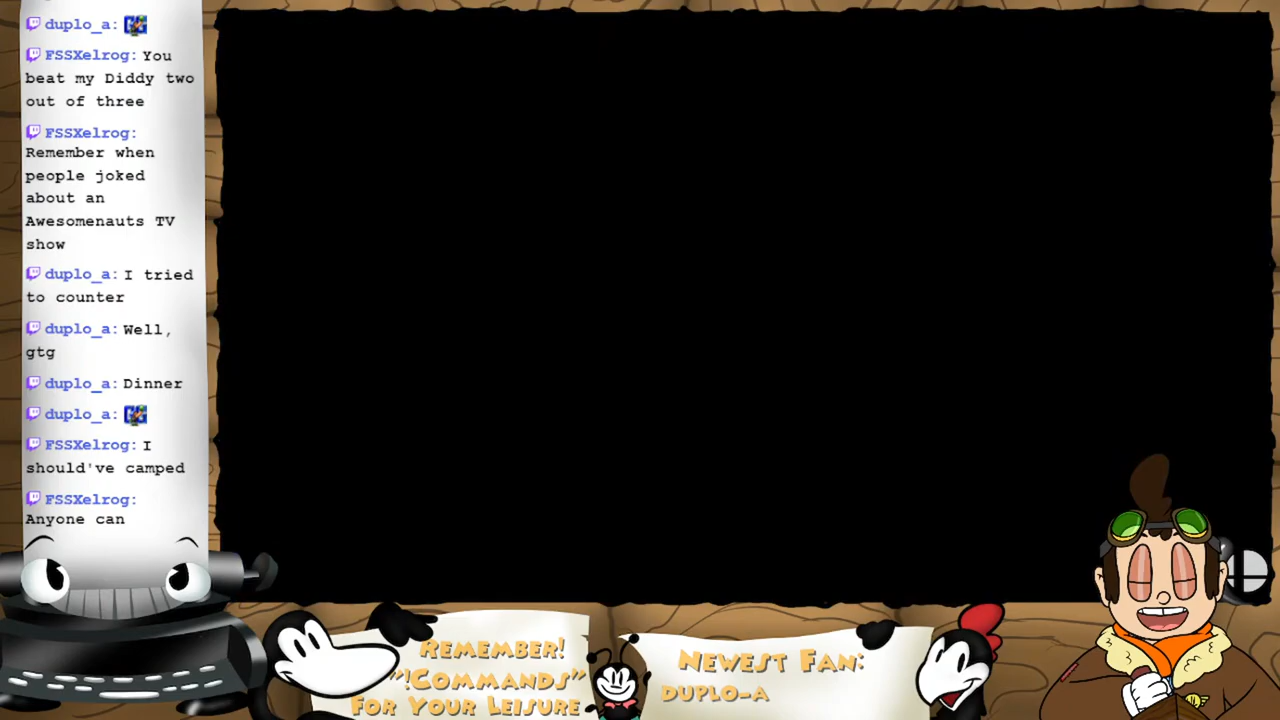 duplo_a:
FSSXelrog: You
beat my Diddy two
out of three
FSSXelrog:
Remember when
people joked
about an
Awesomenauts TV
show
duplo_a: I tried
to counter
duplo_a: Well,
gtg
duplo_a: Dinner
duplo_a:
FSSXelrog: I
should've camped
FSSXelrog:
Anyone can
Remember!
"!Commands"
For Your Leisure
Newest Fan:
duplo-a